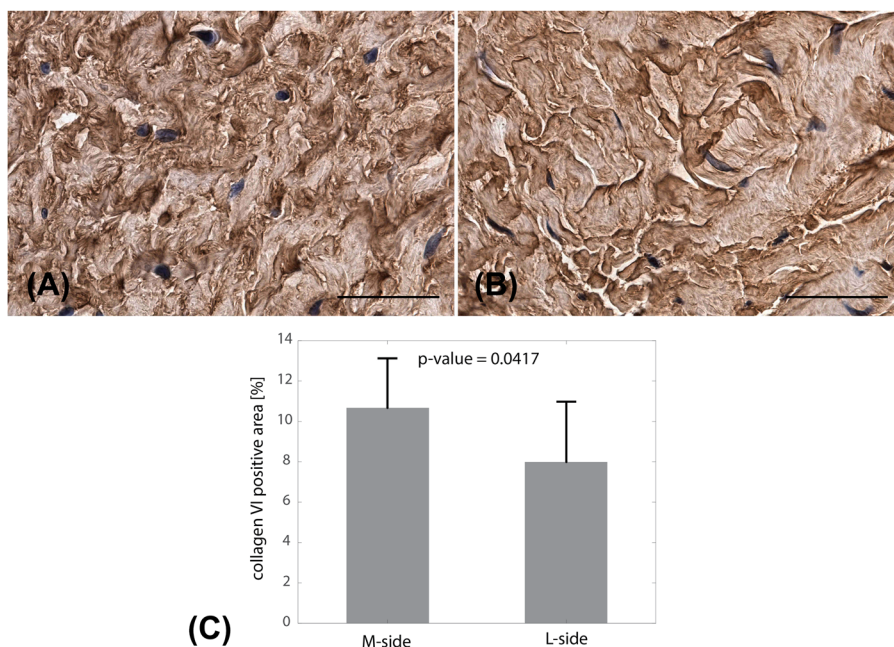 (A)
(B)
14
p-value = 0.0417
12
10
8
6
4
2
0
collagen VI positive area [%]
M-side
L-side
(C)